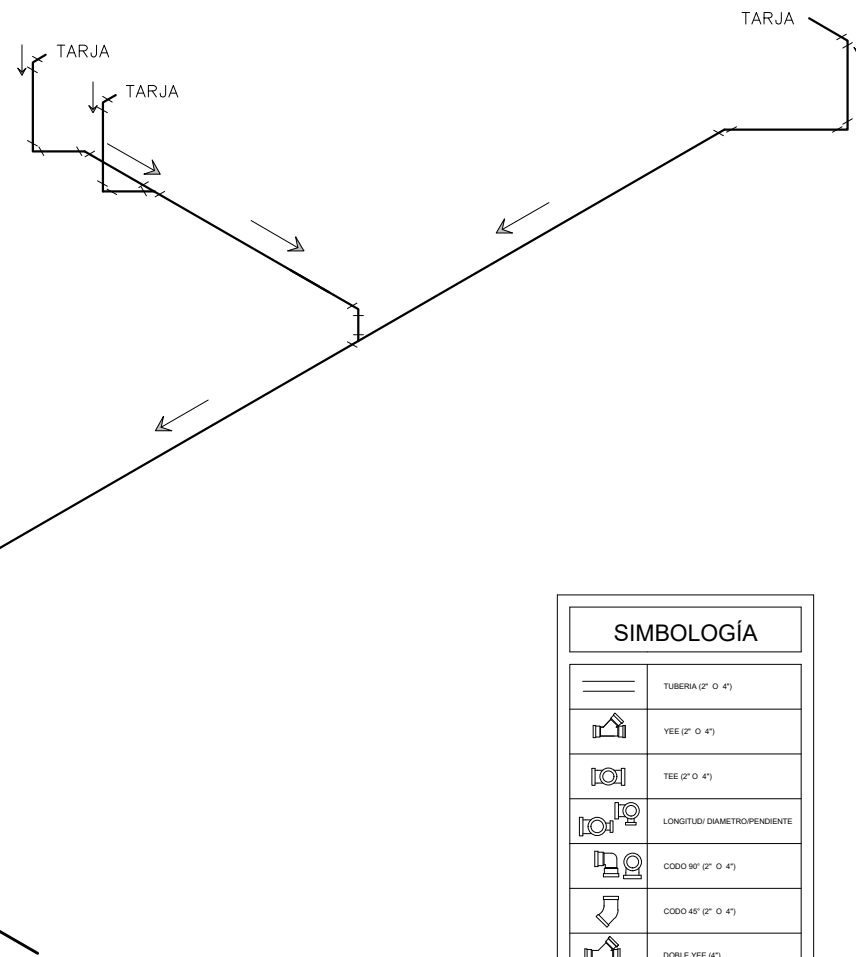 TARJA
TARJA
TARJA
SIMBOLOGÍA
TUBERIA (2" O 4")
YEE (2" O 4")
TEE (2" O 4")
LONGITUD/ DIAMETRO/PENDIENTE
CODO 90° (2" O 4")
CODO 45° (2" O 4")
DOBLE YEE (4")